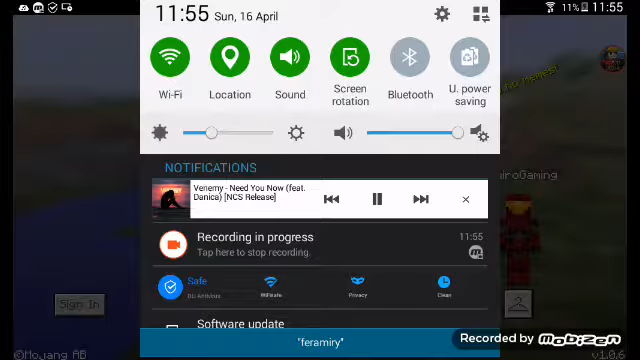 11% 11:55
11:55 Sun, 16 April
Wi-Fi
Location
Sound
Screen rotation
Bluetooth
U. power saving
NOTIFICATIONS
Venemy - Need You Now (feat. Danica) [NCS Release]
Recording in progress 11:55
Tap here to stop recording.
Safe
DU Antivirus
Wifisafe
Privacy
Clean
Software update
"feramiry"
Sign In
©Mojang AB
v1.0.6
Recorded by Mobizen